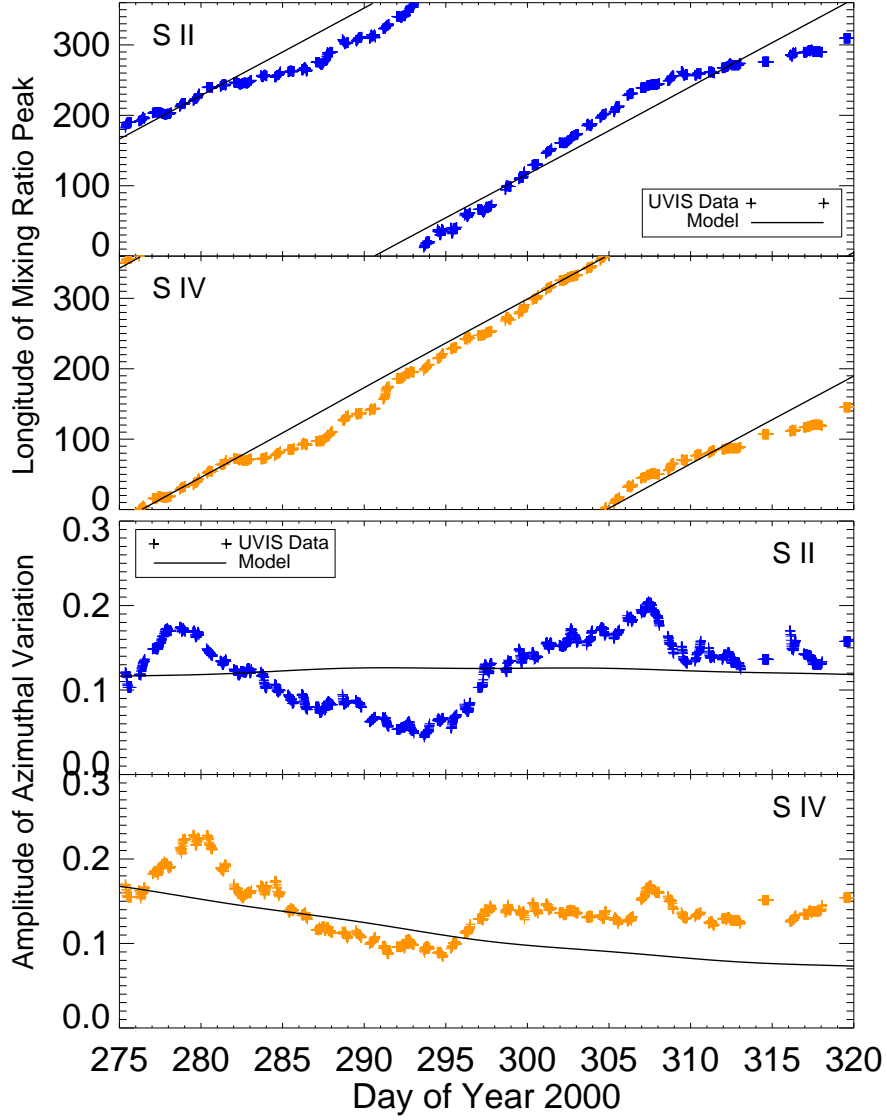 Longitude of Mixing Ratio Peak
S II
300
200
100
0
UVIS Data
Model
S IV
300
200
100
0
Amplitude of Azimuthal Variation
UVIS Data
Model
S II
0.3
0.2
0.1
0.0
S IV
0.3
0.2
0.1
0.0
275 280 285 290 295 300 305 310 315 320
Day of Year 2000